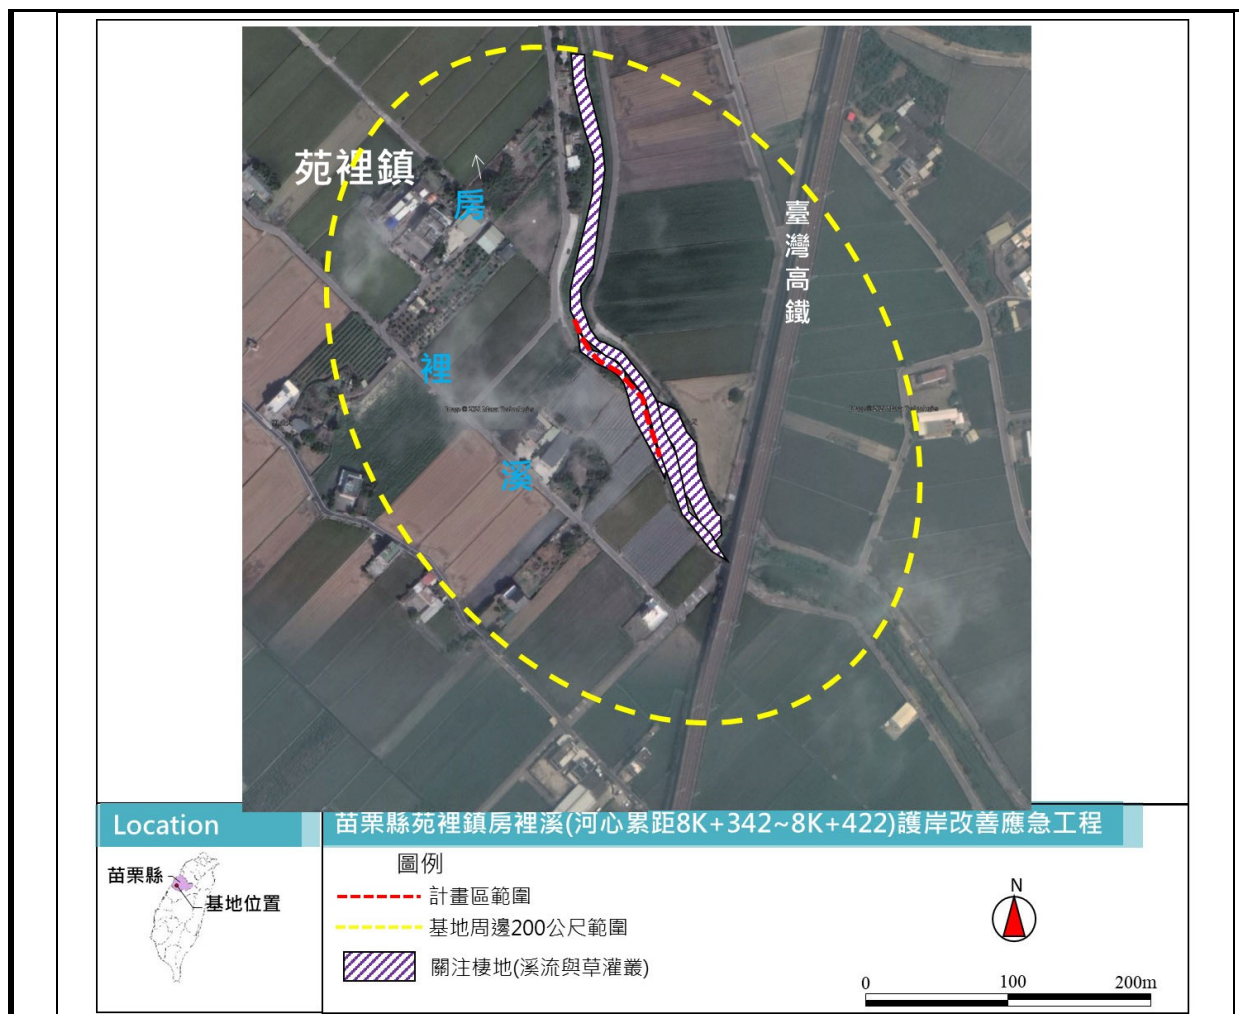 苑裡鎮
房
裡
溪
臺灣高鐵
Location
苗栗縣苑裡鎮房裡溪(河心累距8K+342~8K+422)護岸改善應急工程
苗栗縣
基地位置
圖例
計畫區範圍
基地周邊200公尺範圍
關注棲地(溪流與草灌叢)
N
0
100
200m